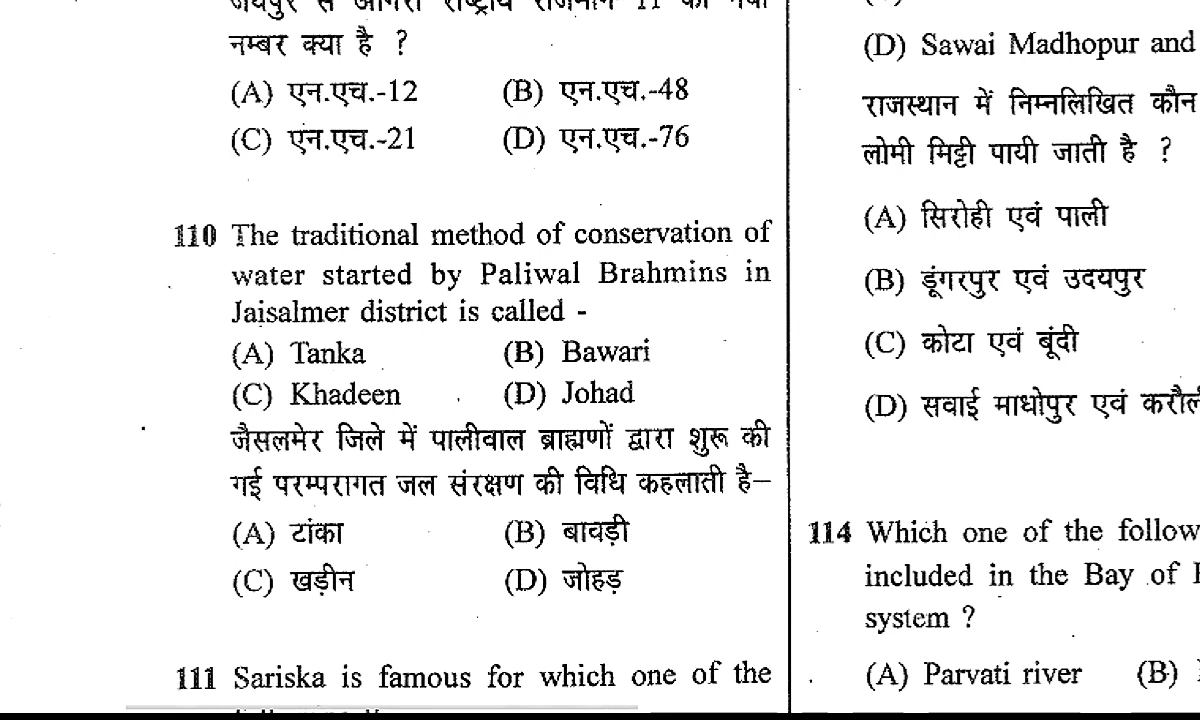 नम्बर क्या है ?
(A) एन.एच.-12 (B) एन.एच.-48
(C) एन.एच.-21 (D) एन.एच.-76
110 The traditional method of conservation of
water started by Paliwal Brahmins in
Jaisalmer district is called -
(A) Tanka (B) Bawari
(C) Khadeen (D) Johad
जैसलमेर जिले में पालीवाल ब्राह्मणों द्वारा शुरू की
गई परम्परागत जल संरक्षण की विधि कहलाती है–
(A) टांका (B) बावड़ी
(C) खड़ीन (D) जोहड़
111 Sariska is famous for which one of the
(D) Sawai Madhopur and
राजस्थान में निम्नलिखित कौन
लोमी मिट्टी पायी जाती है ?
(A) सिरोही एवं पाली
(B) डूंगरपुर एवं उदयपुर
(C) कोटा एवं बूंदी
(D) सवाई माधोपुर एवं
114 Which one of the follow
included in the Bay of
system ?
(A) Parvati river (B)